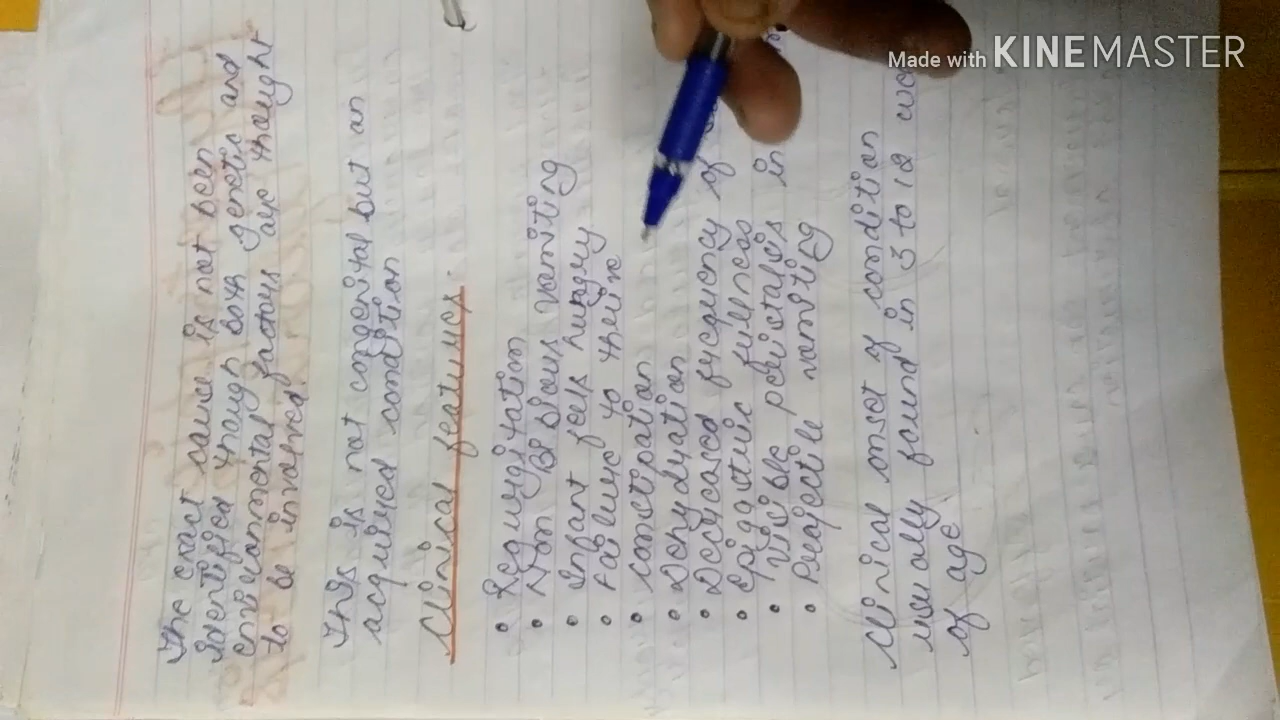 The exact cause is not been
identified though both genetic and
environmental factors are thought
to be involved.
This is not congenital but an
acquired condition
Clinical features.
• Regurgitation
• Non Bilious vomiting
• Infant feels hungry
• Failure to thrive
• constipation
• Dehydration
• Decreased frequency of
• Epigastric fullness
• Visible peristalsis in
• Projectile vomiting
Clinical onset of condition
usually found in 3 to 12
of age.
Made with KINEMASTER